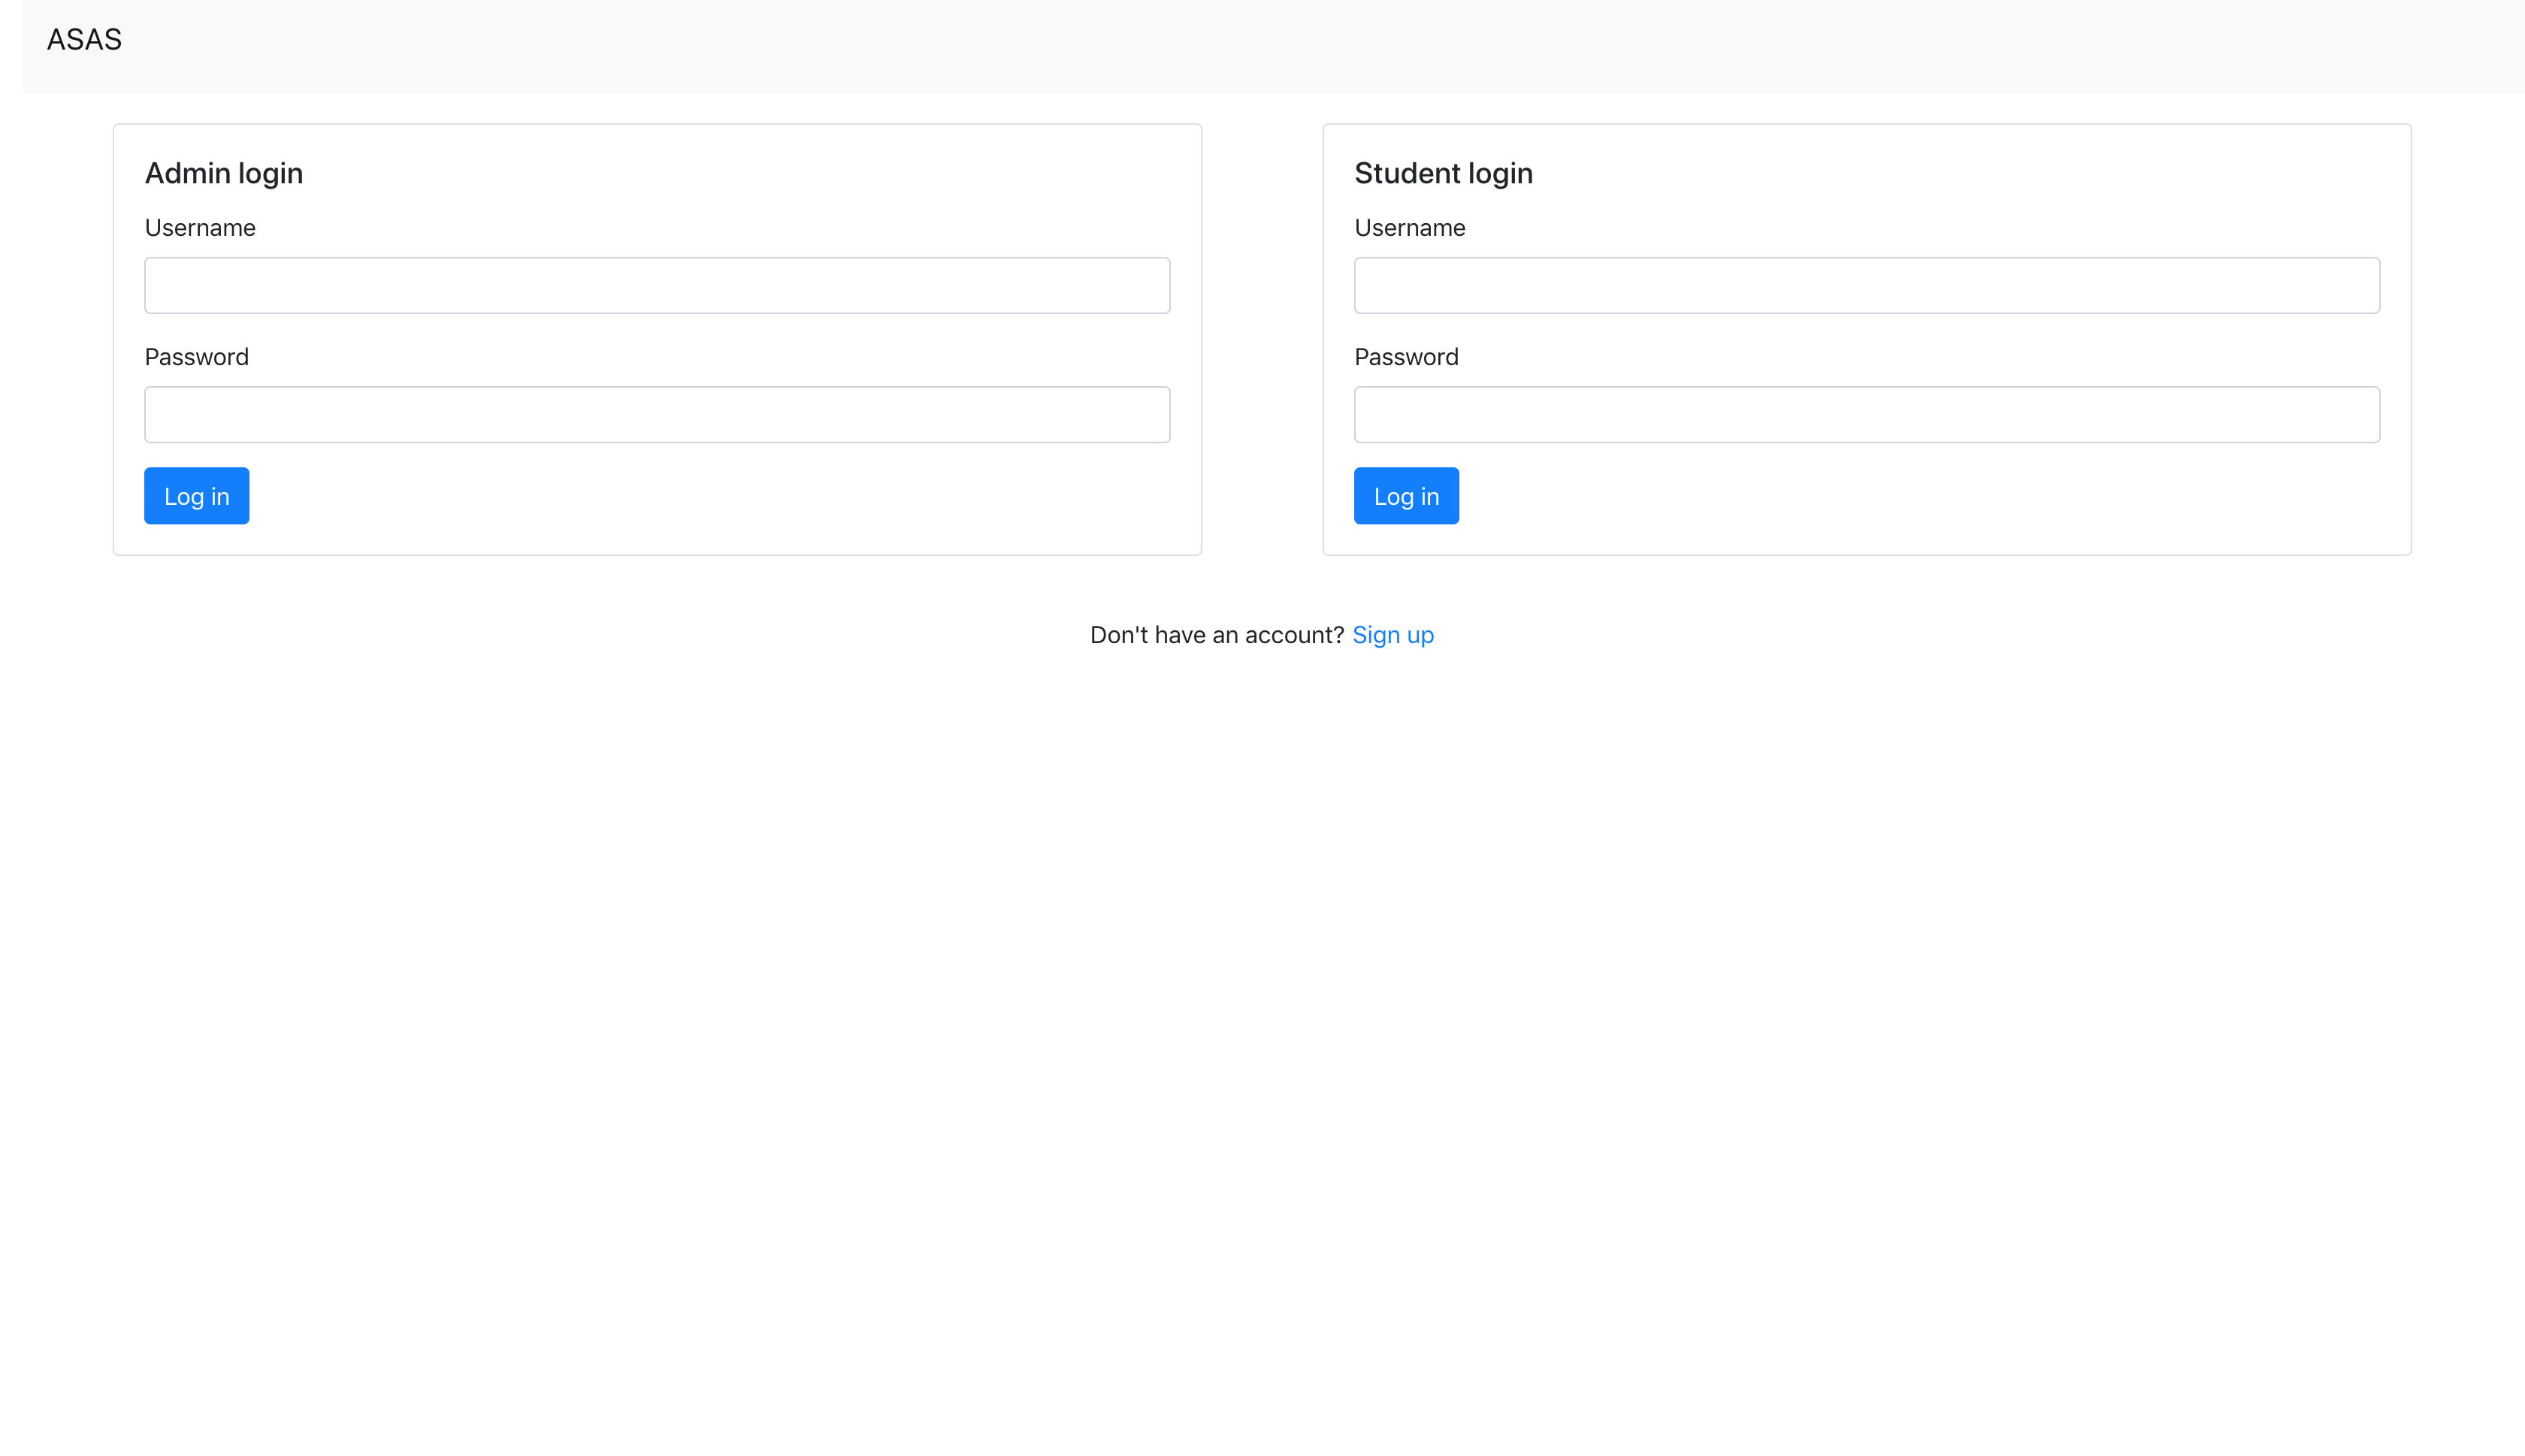 ASAS
Admin login
Username
Password
Log in
Student login
Username
Password
Log in
Don't have an account? Sign up